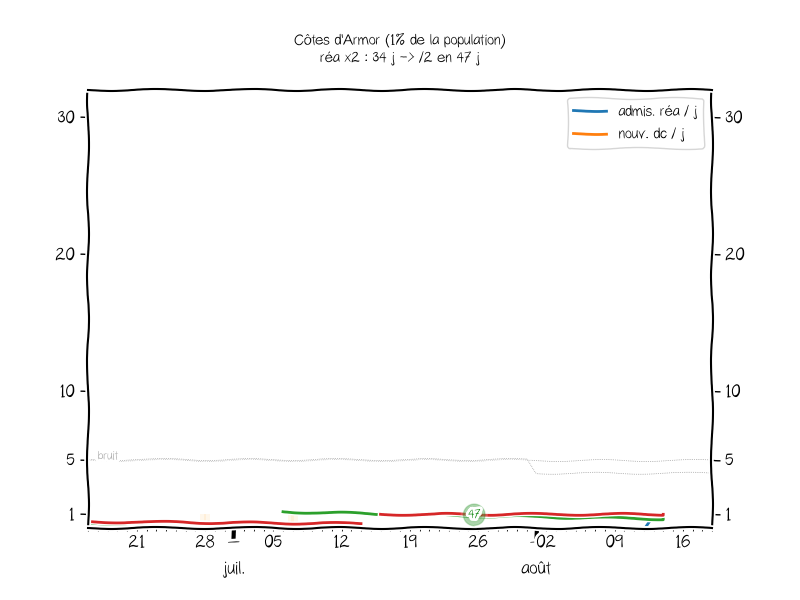 Côtes d'Armor (1% de la population)
réa x2 : 34 j -> /2 en 47 j
admis. réa / j
nouv. dc / j
30
30
20
20
10
10
5
bruit
5
1
47
1
21
28
05
12
19
26
02
09
16
juil.
août